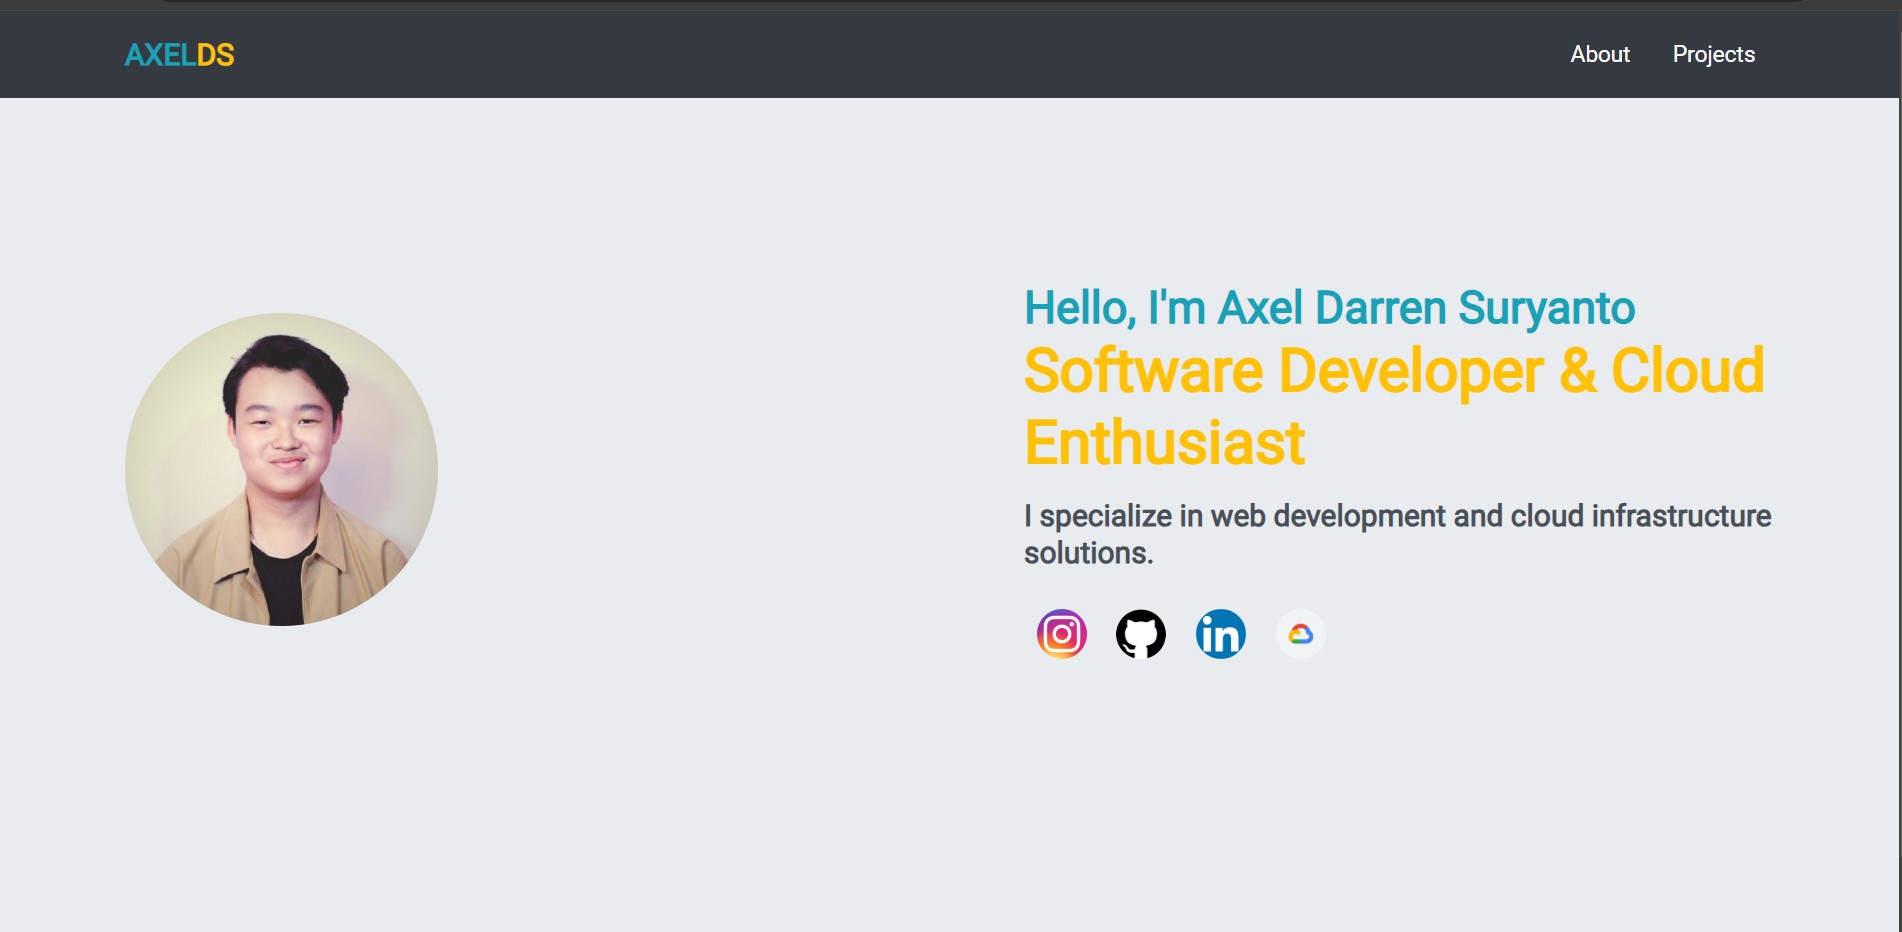 AXELDS
About
Projects
Hello, I'm Axel Darren Suryanto
Software Developer & Cloud
Enthusiast
I specialize in web development and cloud infrastructure
solutions.
in